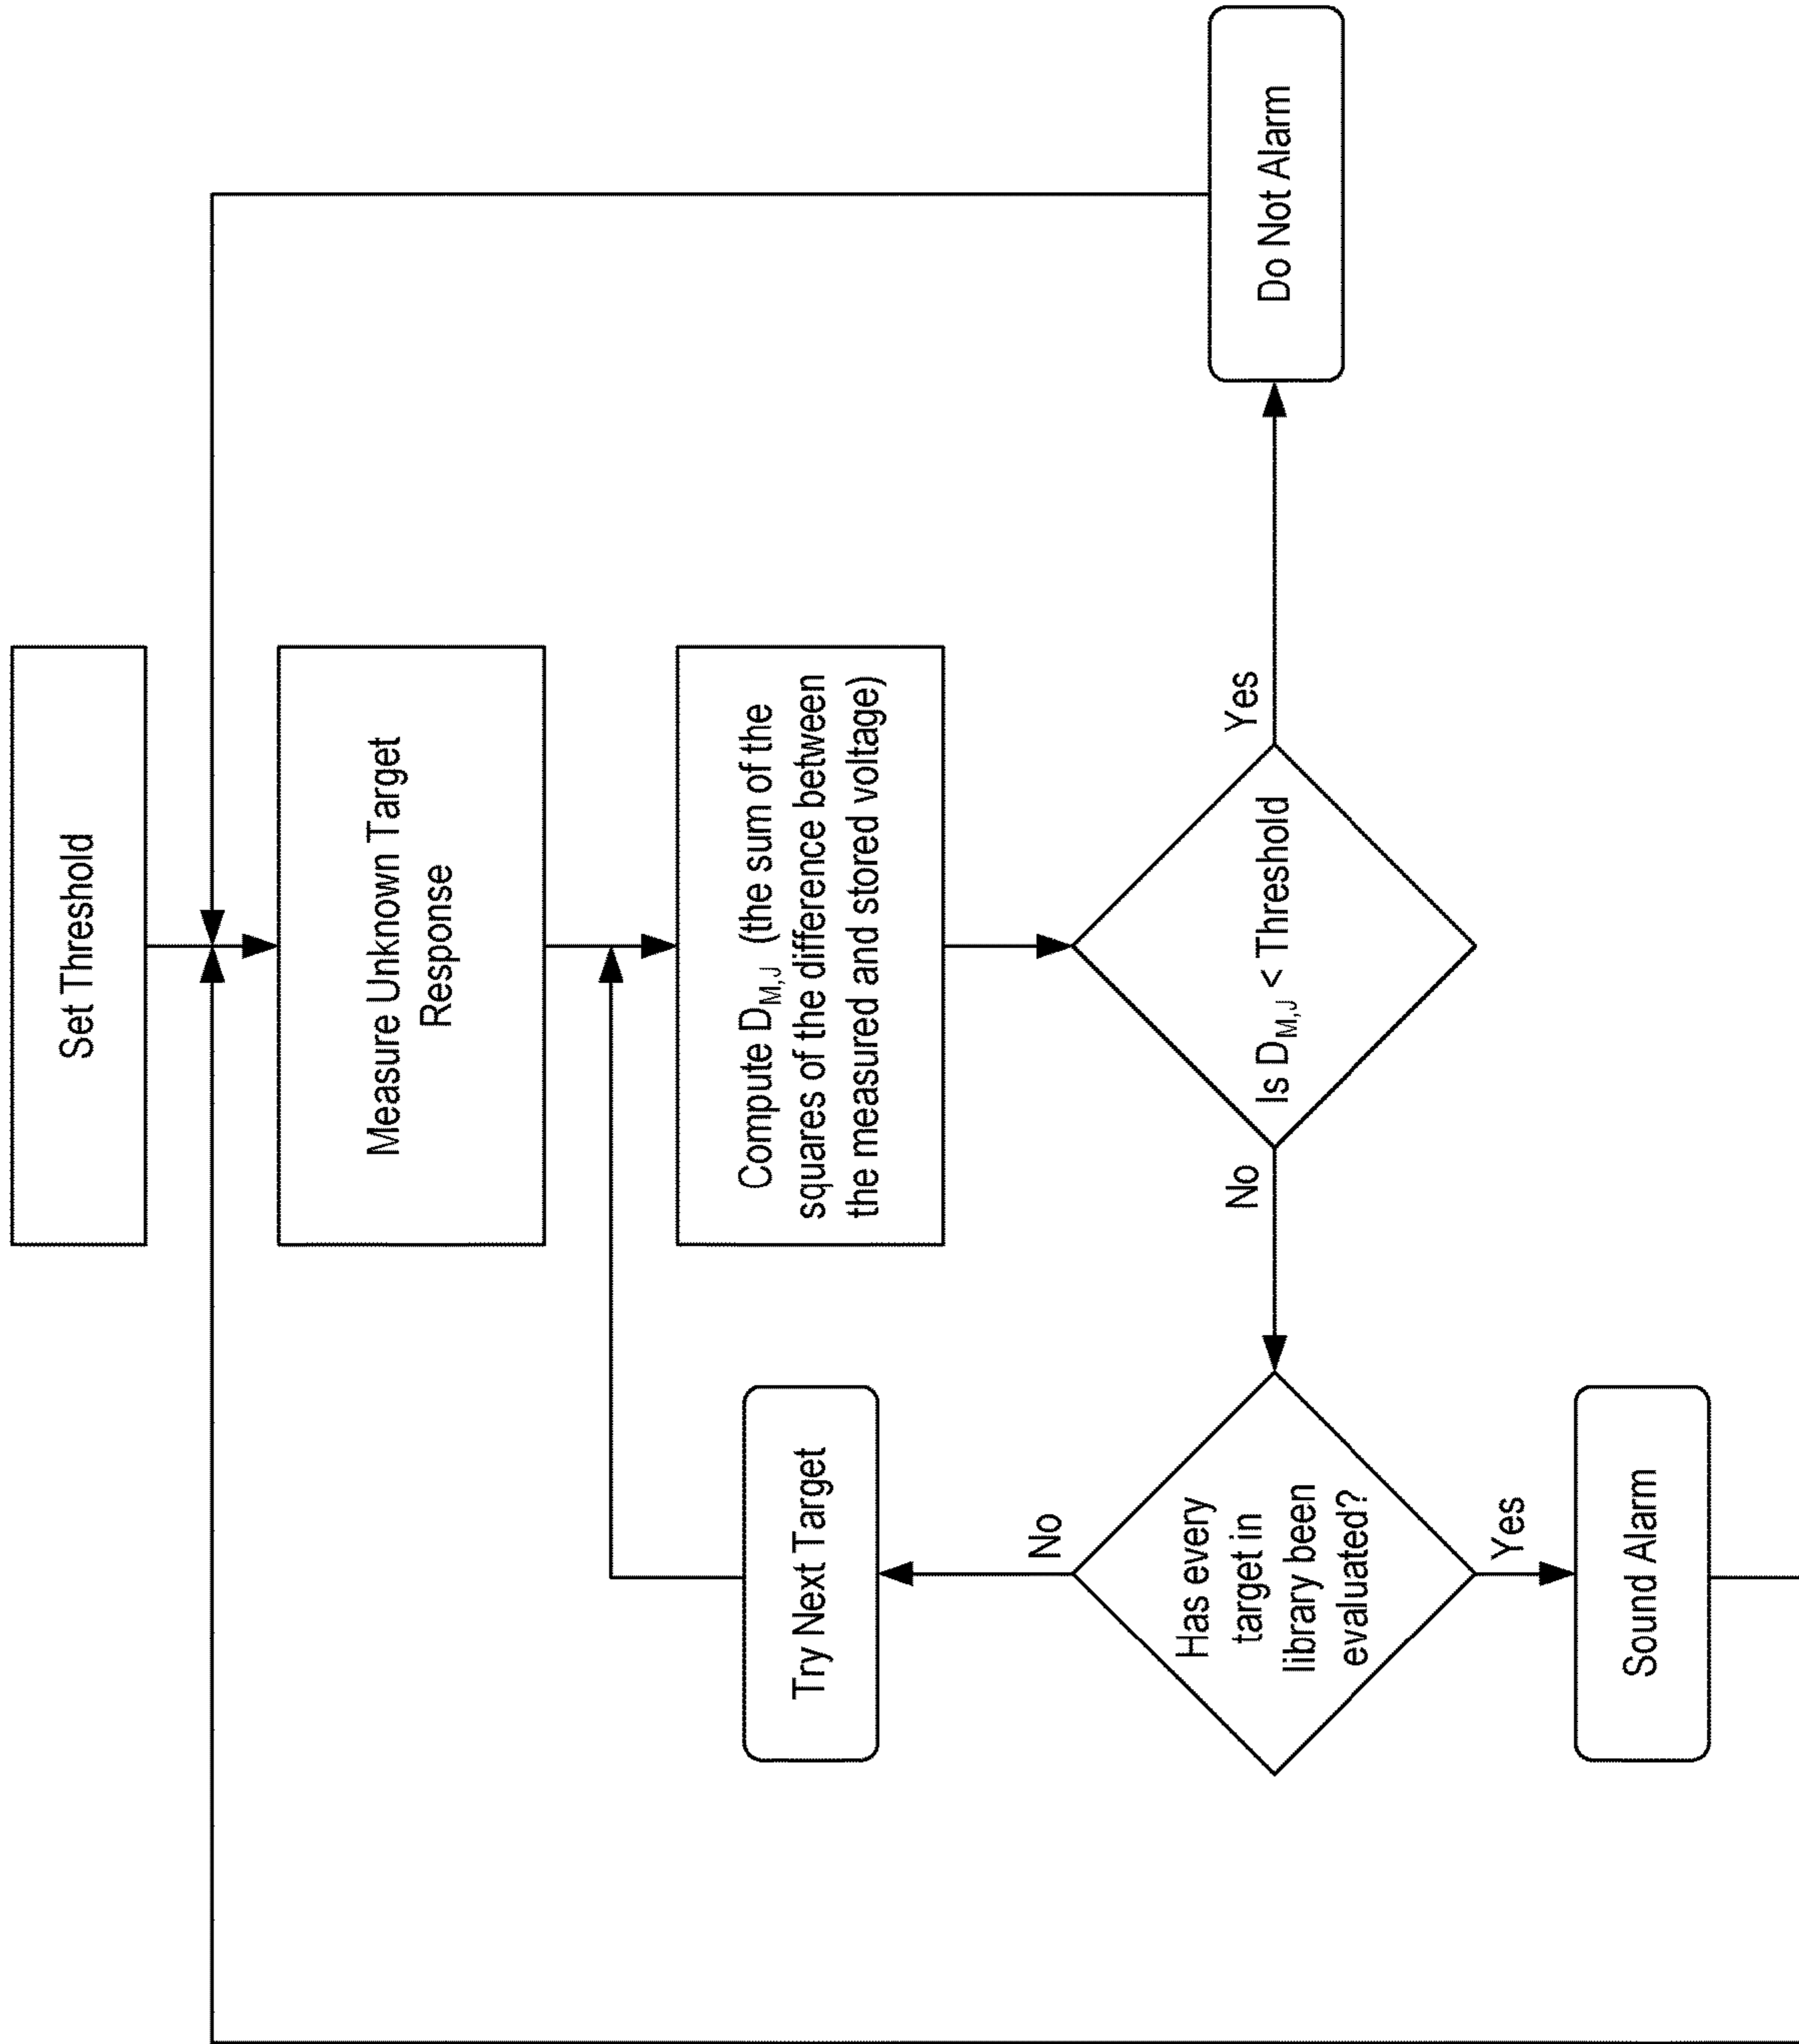 Set Threshold
Measure Unknown Target
Response
Compute D_M,J (the sum of the
squares of the difference between
the measured and stored voltage)
Is D_M,J < Threshold
Yes
Do Not Alarm
No
Has every
target in
library been
evaluated?
No
Try Next Target
Yes
Sound Alarm